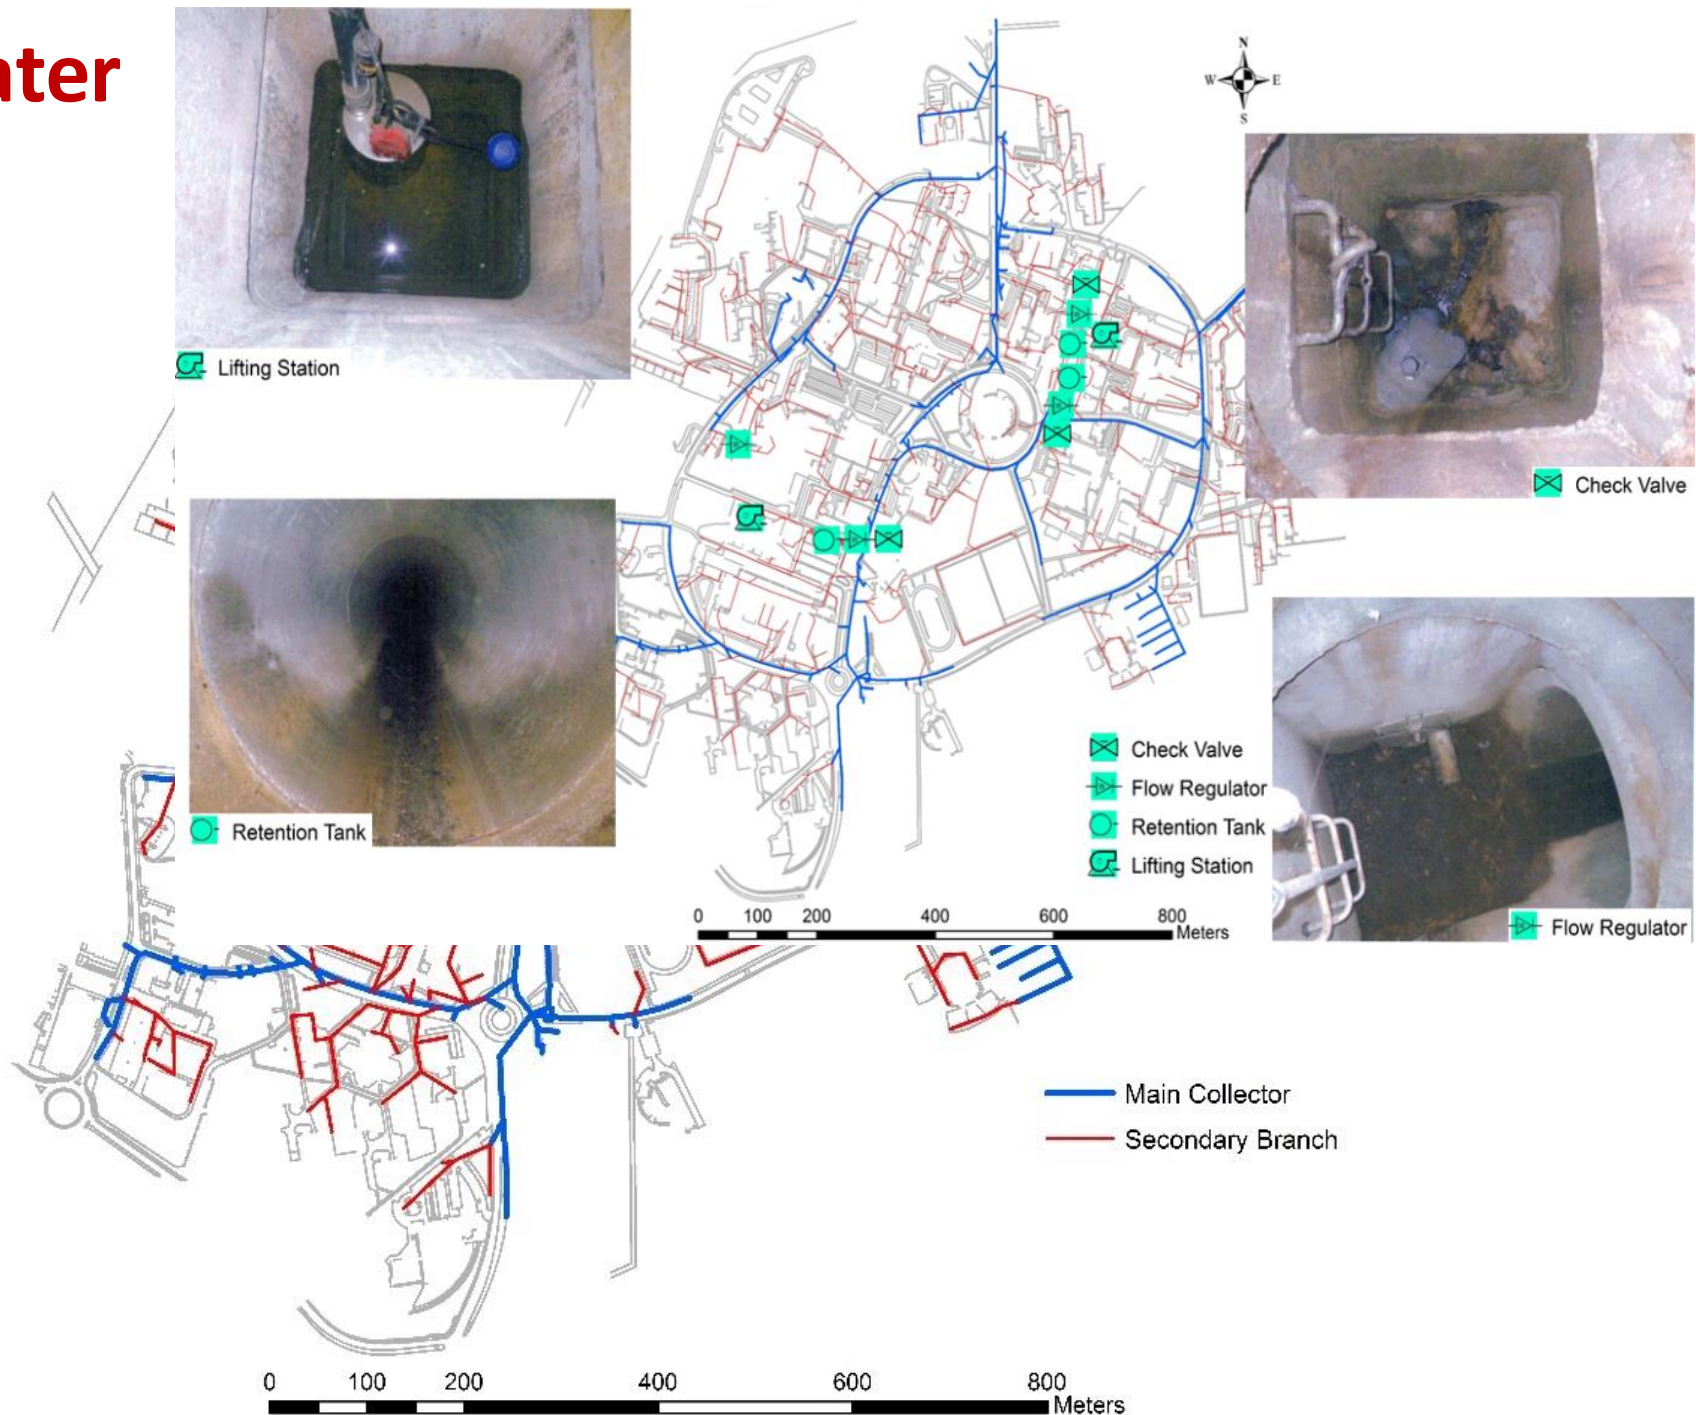 ater
N
W E
S
Lifting Station
Check Valve
Retention Tank
Check Valve
Flow Regulator
Retention Tank
Lifting Station
Flow Regulator
0 100 200 400 600 800
Meters
Main Collector
Secondary Branch
0 100 200 400 600 800
Meters